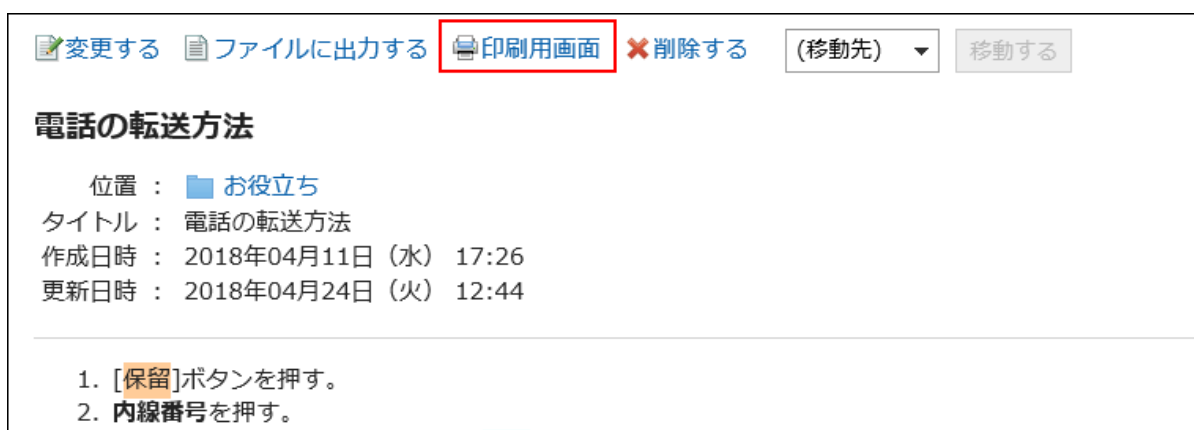 変更する ファイルに出力する 印刷用画面 削除する (移動先) 移動する
電話の転送方法
位置 : お役立ち
タイトル : 電話の転送方法
作成日時 : 2018年04月11日（水） 17:26
更新日時 : 2018年04月24日（火） 12:44
1. [保留]ボタンを押す。
2. 内線番号を押す。